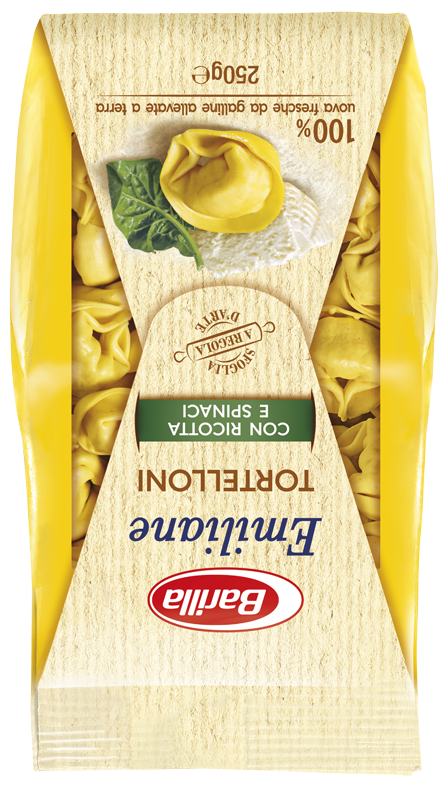 Barilla
Emiliane
TORTELLONI
CON RICOTTA
E SPINACI
SFOGLIA
A REGOLA
D'ARTE
100%
uova fresche da galline allevate a terra
250g℮